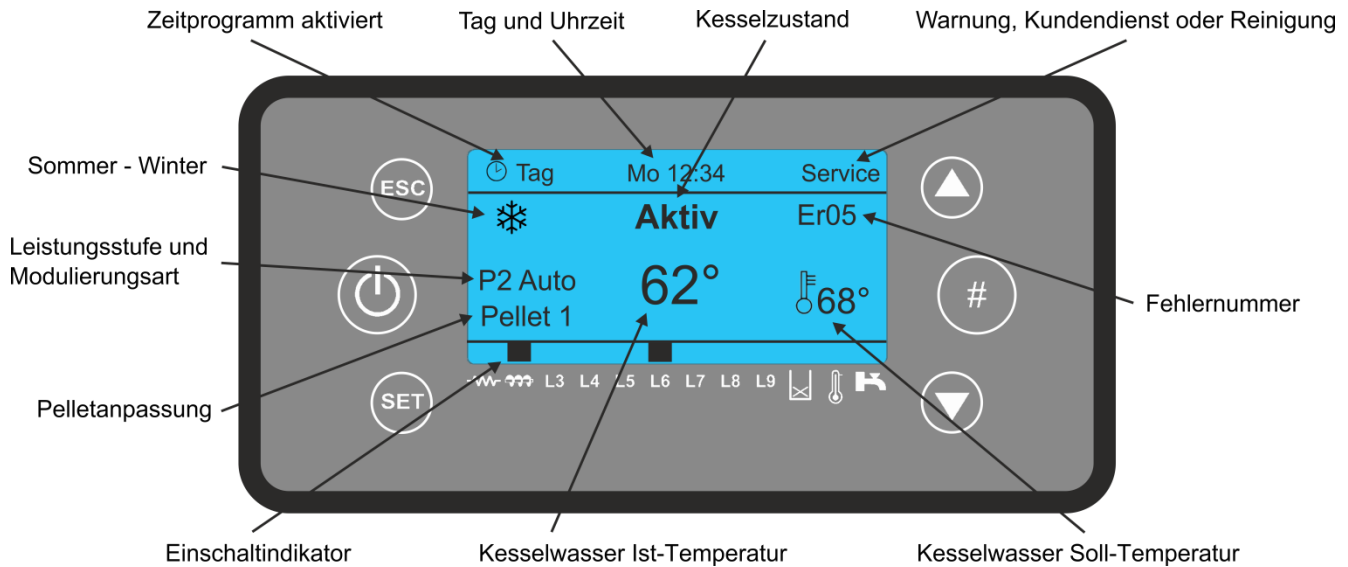 Zeitprogramm aktiviert
Tag und Uhrzeit
Kesselzustand
Warnung, Kundendienst oder Reinigung
Sommer - Winter
Leistungsstufe und
Modulierungsart
Pelletanpassung
ESC
SET
Tag
Mo 12:34
Service
Aktiv
Er05
P2 Auto
62°
68°
Pellet 1
L3 L4 L5 L6 L7 L8 L9
#
Fehlernummer
Einschaltindikator
Kesselwasser Ist-Temperatur
Kesselwasser Soll-Temperatur